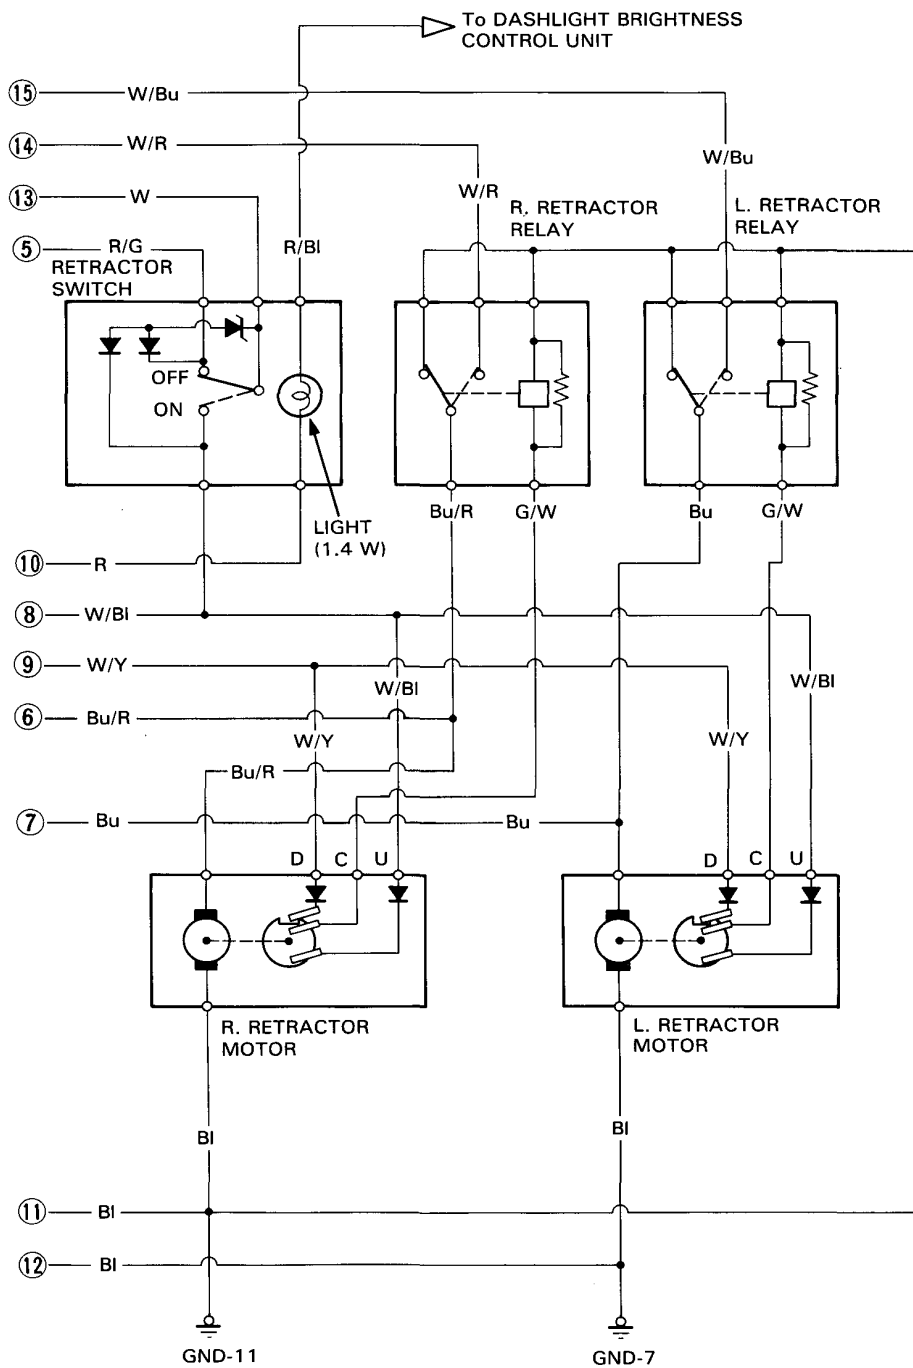 To DASHLIGHT BRIGHTNESS
CONTROL UNIT
15 W/Bu
14 W/R
W/Bu
13 W
W/R
R. RETRACTOR
RELAY
L. RETRACTOR
RELAY
5 R/G
R/Bl
RETRACTOR
SWITCH
OFF
ON
Bu/R
G/W
Bu
G/W
LIGHT
(1.4 W)
10 R
8 W/Bl
9 W/Y
W/Bl
W/Bl
6 Bu/R
W/Y
W/Y
Bu/R
7 Bu
Bu
D C U
D C U
R. RETRACTOR
MOTOR
L. RETRACTOR
MOTOR
Bl
Bl
11 Bl
12 Bl
GND-11
GND-7